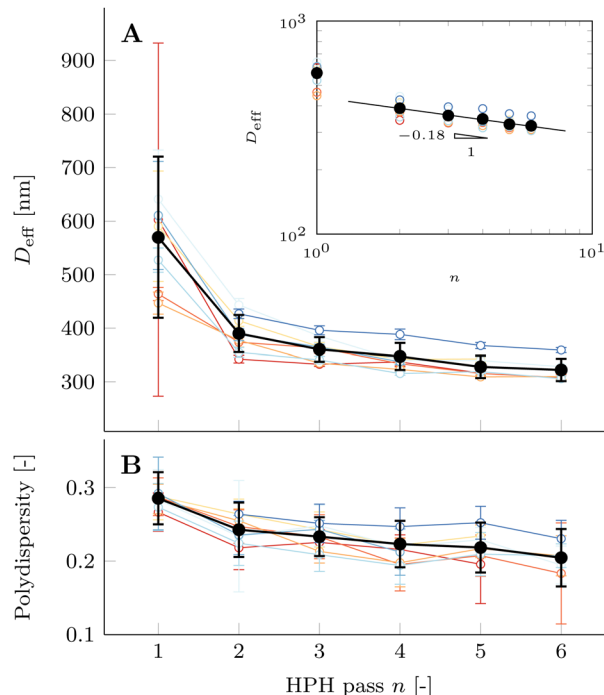 A
D_eff [nm]
900
800
700
600
500
400
300
10^3
D_eff
10^2
−0.18
1
10^0
10^1
n
B
Polydispersity [-]
0.3
0.2
0.1
1 2 3 4 5 6
HPH pass n [-]